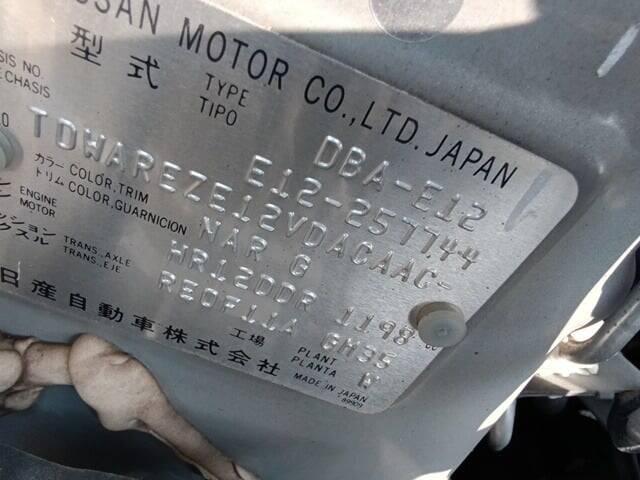 SSAN MOTOR CO.,LTD.JAPAN
型式 TYPE TIPO DBA-E12
SIS NO. E CHASIS E12-257744
TDWAREZE12VDACAAC-
カラー COLOR,TRIM
トリム COLOR,GUARNICION NAR G
ENGINE MOTOR HR12DDR 1198
TRANS.,AXLE TRANS.,EJE RE0F11A GM35
日産自動車株式会社 工場 PLANT PLANTA
MADE IN JAPAN